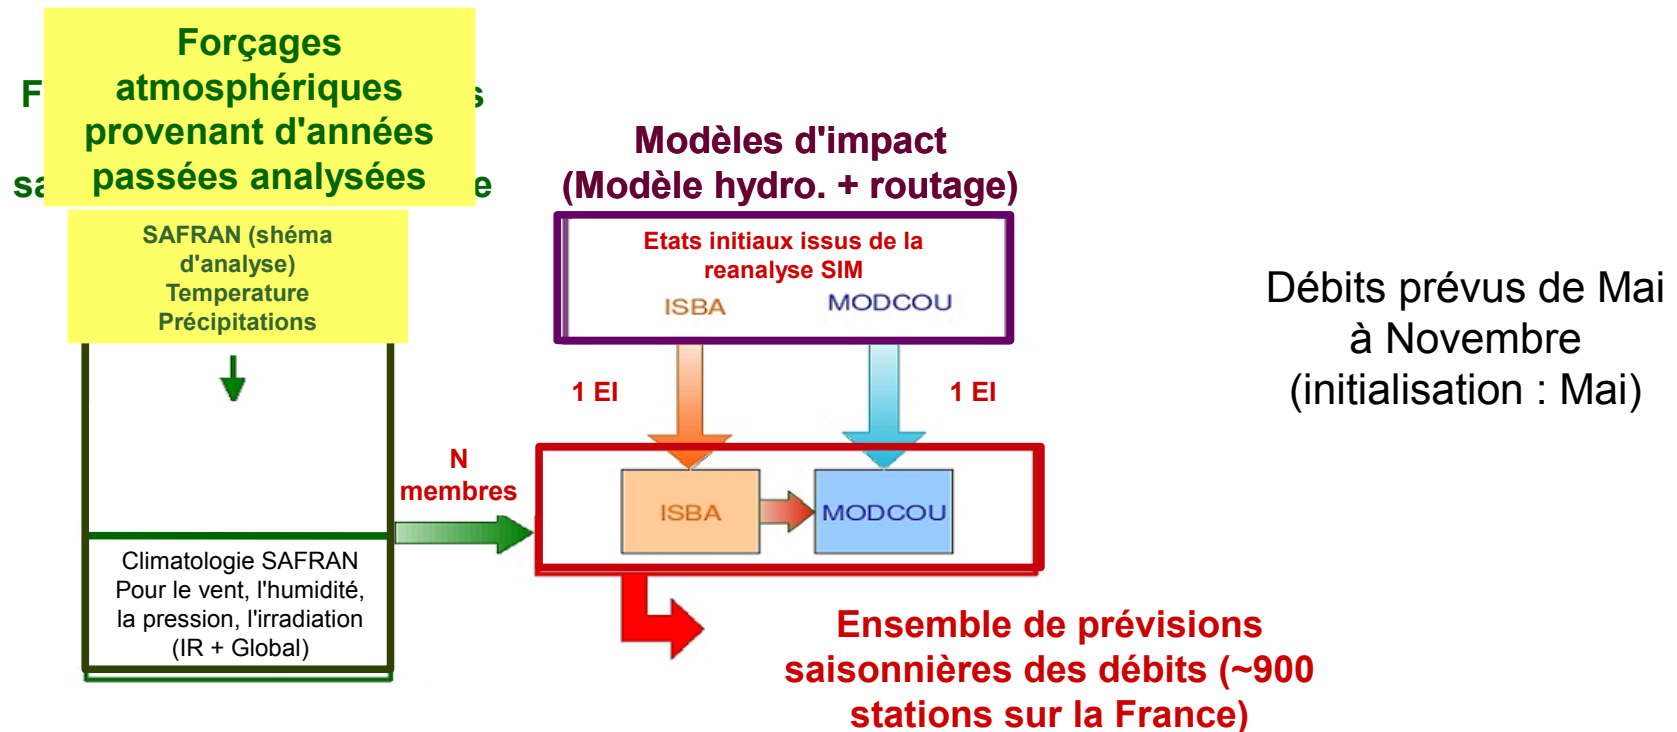 Forçages
atmosphériques
provenant d'années
passées analysées
SAFRAN (shéma
d'analyse)
Temperature
Précipitations
Climatologie SAFRAN
Pour le vent, l'humidité,
la pression, l'irradiation
(IR + Global)
N
membres
Modèles d'impact
(Modèle hydro. + routage)
Etats initiaux issus de la
reanalyse SIM
ISBA
MODCOU
1 EI
1 EI
ISBA
MODCOU
Ensemble de prévisions
saisonnières des débits (~900
stations sur la France)
Débits prévus de Mai
à Novembre
(initialisation : Mai)